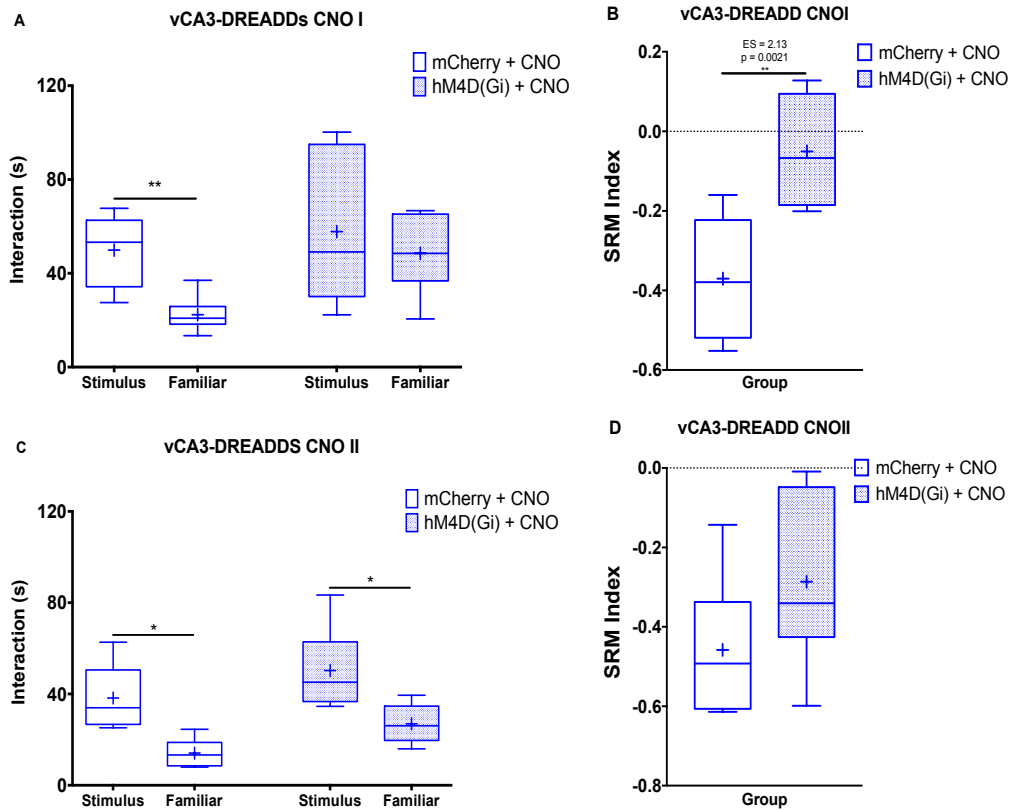 A
vCA3-DREADDs CNO I
mCherry + CNO
hM4D(Gi) + CNO
Interaction (s)
120
80
40
0
**
Stimulus
Familiar
Stimulus
Familiar
B
vCA3-DREADD CNOI
mCherry + CNO
hM4D(Gi) + CNO
ES = 2.13
p = 0.0021
**
SRM Index
0.2
0.0
-0.2
-0.4
-0.6
Group
C
vCA3-DREADDS CNO II
mCherry + CNO
hM4D(Gi) + CNO
Interaction (s)
120
80
40
0
*
*
Stimulus
Familiar
Stimulus
Familiar
D
vCA3-DREADD CNOII
mCherry + CNO
hM4D(Gi) + CNO
SRM Index
0.0
-0.2
-0.4
-0.6
-0.8
Group